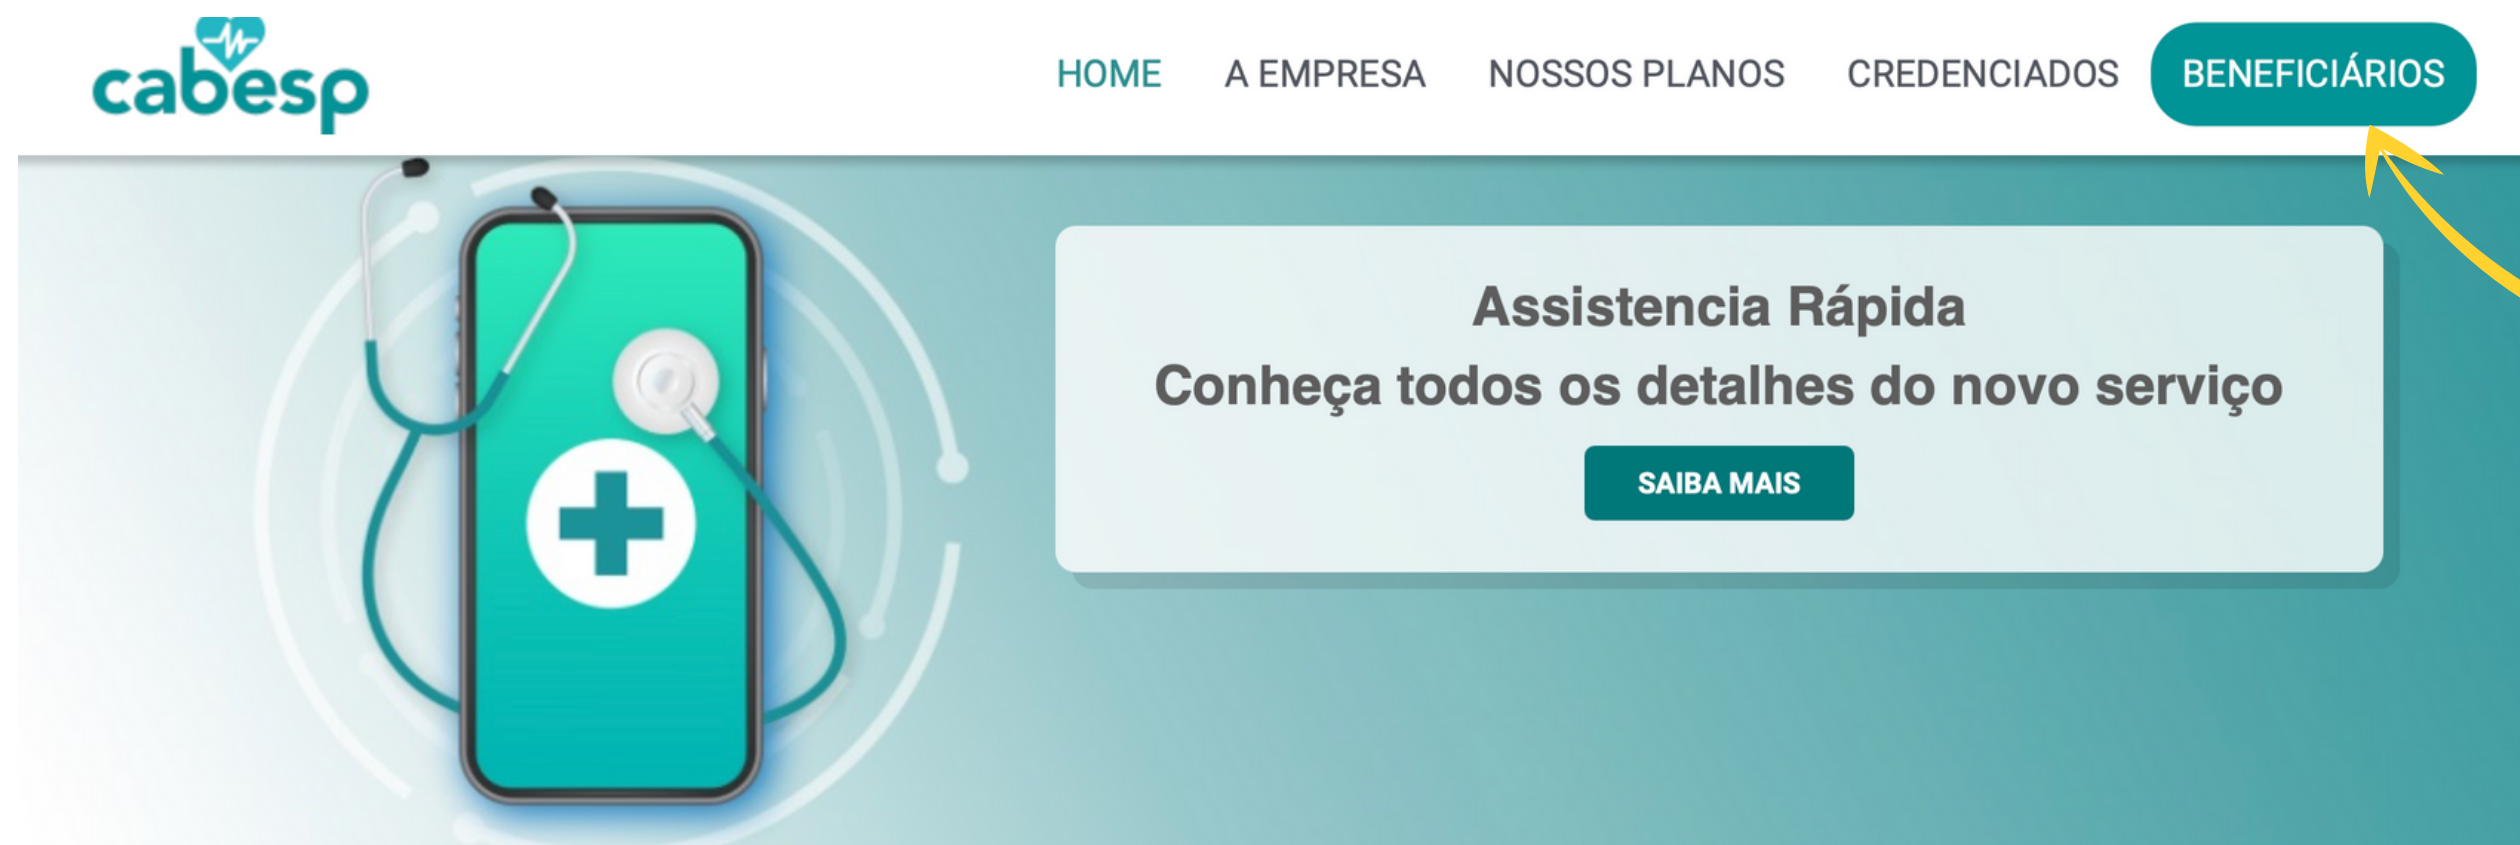 cabesp
HOME A EMPRESA NOSSOS PLANOS CREDENCIADOS BENEFICIÁRIOS
Assistencia Rápida
Conheça todos os detalhes do novo serviço
SAIBA MAIS